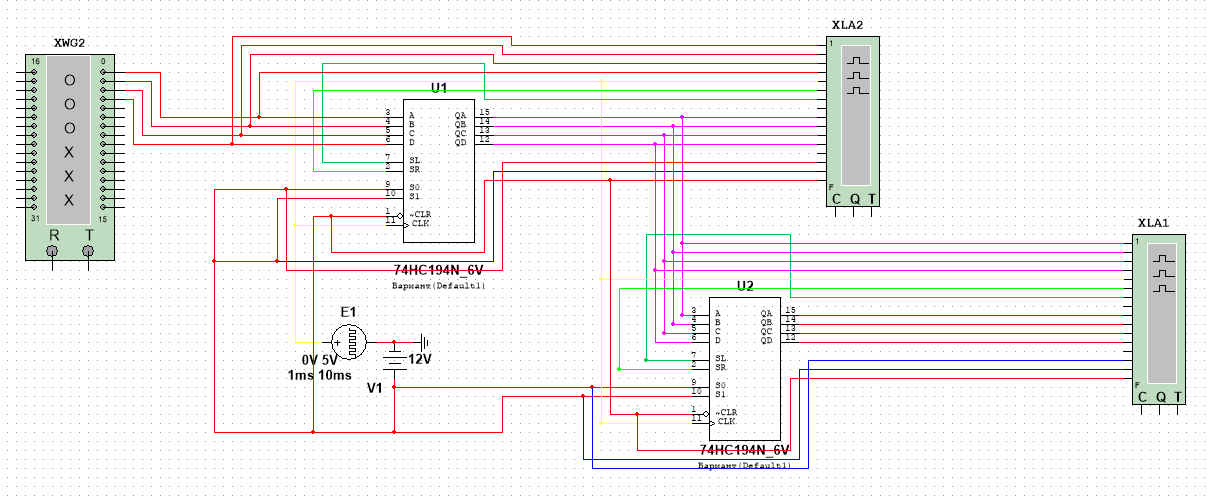 XLA2
XWG2
16 0
1
O
O
O
X
X
X
31 15
R T
U1
3 A QA 15
4 B QB 14
5 C QC 13
6 D QD 12
7 SL
2 SR
9 S0
10 S1
1 ~CLR
11 CLK
74HC194N_6V
Вариант(Default1)
F
C Q T
XLA1
1
U2
3 A QA 15
4 B QB 14
5 C QC 13
6 D QD 12
7 SL
2 SR
9 S0
10 S1
1 ~CLR
11 CLK
74HC194N_6V
Вариант(Default1)
F
C Q T
E1
+
0V 5V
1ms 10ms
12V
V1